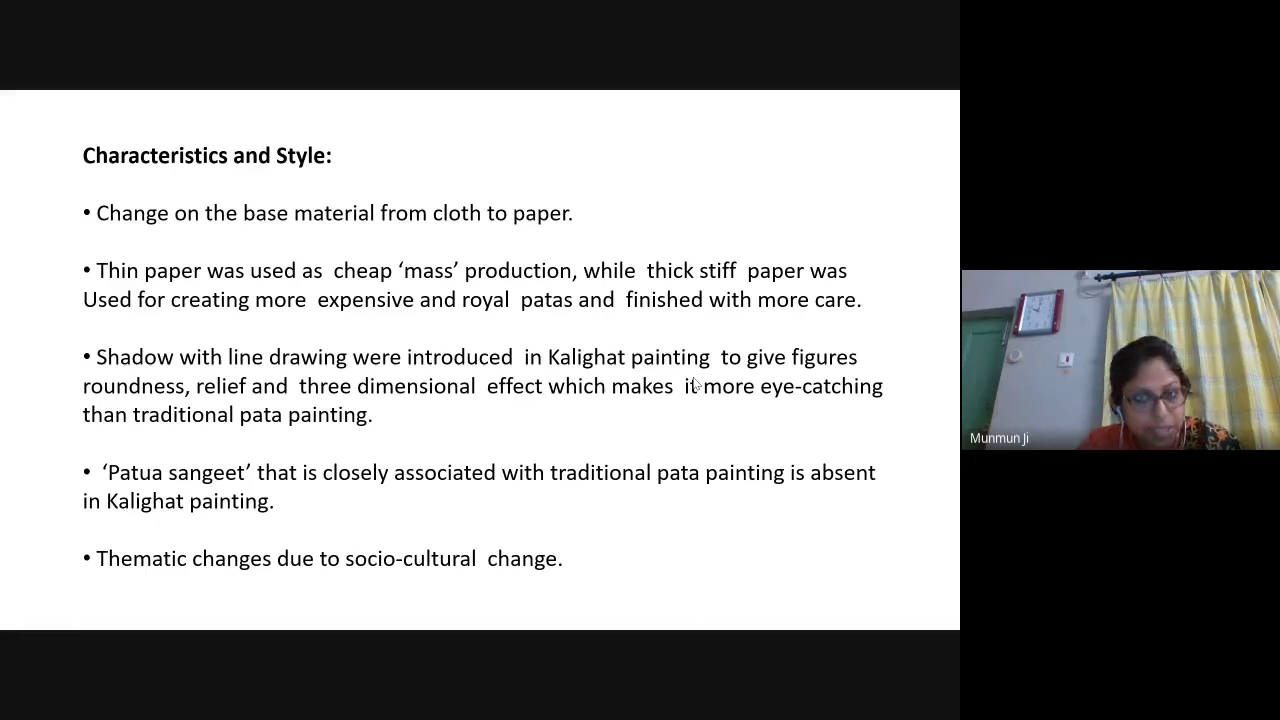 Characteristics and Style:
• Change on the base material from cloth to paper.
• Thin paper was used as cheap ‘mass’ production, while thick stiff paper was
Used for creating more expensive and royal patas and finished with more care.
• Shadow with line drawing were introduced in Kalighat painting to give figures
roundness, relief and three dimensional effect which makes it more eye-catching
than traditional pata painting.
• ‘Patua sangeet’ that is closely associated with traditional pata painting is absent
in Kalighat painting.
• Thematic changes due to socio-cultural change.
Munmun Ji